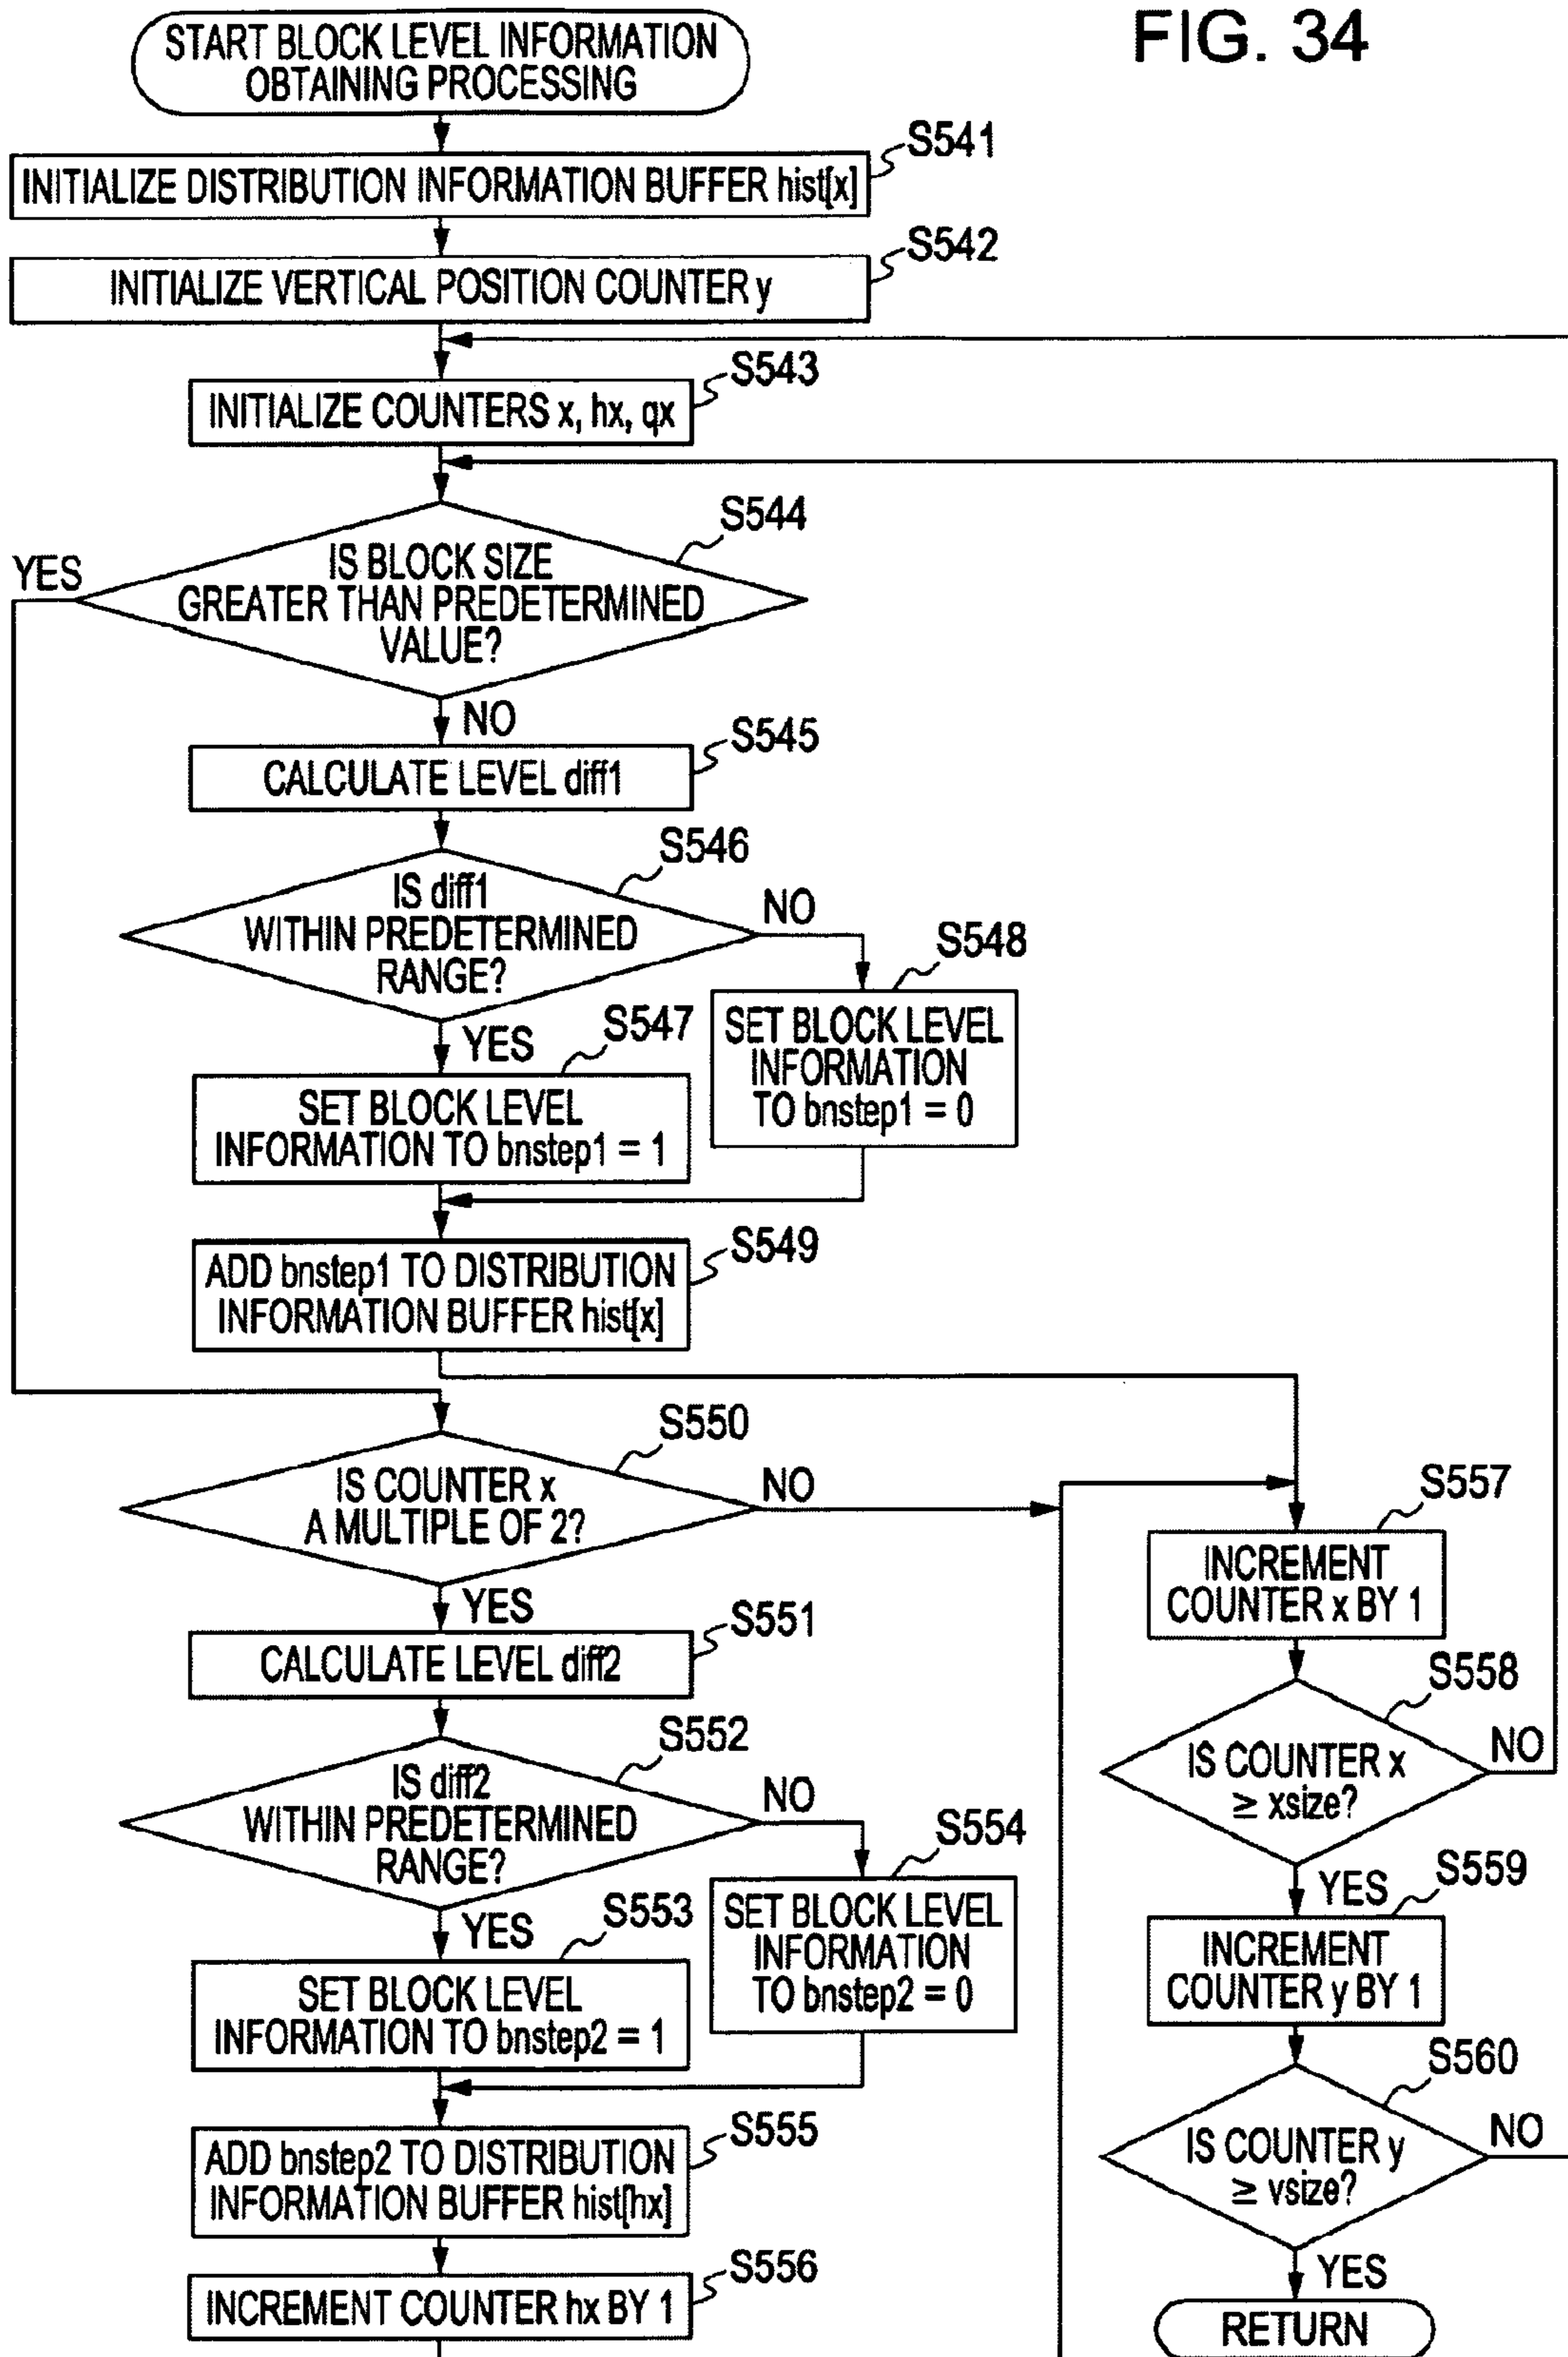 FIG. 34
START BLOCK LEVEL INFORMATION
OBTAINING PROCESSING
S541
INITIALIZE DISTRIBUTION INFORMATION BUFFER hist[x]
S542
INITIALIZE VERTICAL POSITION COUNTER y
S543
INITIALIZE COUNTERS x, hx, qx
S544
YES
IS BLOCK SIZE
GREATER THAN PREDETERMINED
VALUE?
NO
S545
CALCULATE LEVEL diff1
S546
IS diff1
WITHIN PREDETERMINED
RANGE?
NO
S548
SET BLOCK LEVEL
INFORMATION
TO bnstep1 = 0
YES
S547
SET BLOCK LEVEL
INFORMATION TO bnstep1 = 1
S549
ADD bnstep1 TO DISTRIBUTION
INFORMATION BUFFER hist[x]
S550
IS COUNTER x
A MULTIPLE OF 2?
NO
YES
S551
CALCULATE LEVEL diff2
S552
IS diff2
WITHIN PREDETERMINED
RANGE?
NO
S554
SET BLOCK LEVEL
INFORMATION
TO bnstep2 = 0
YES
S553
SET BLOCK LEVEL
INFORMATION TO bnstep2 = 1
S555
ADD bnstep2 TO DISTRIBUTION
INFORMATION BUFFER hist[hx]
S556
INCREMENT COUNTER hx BY 1
S557
INCREMENT
COUNTER x BY 1
S558
IS COUNTER x
≥ xsize?
NO
YES
S559
INCREMENT
COUNTER y BY 1
S560
IS COUNTER y
≥ vsize?
NO
YES
RETURN